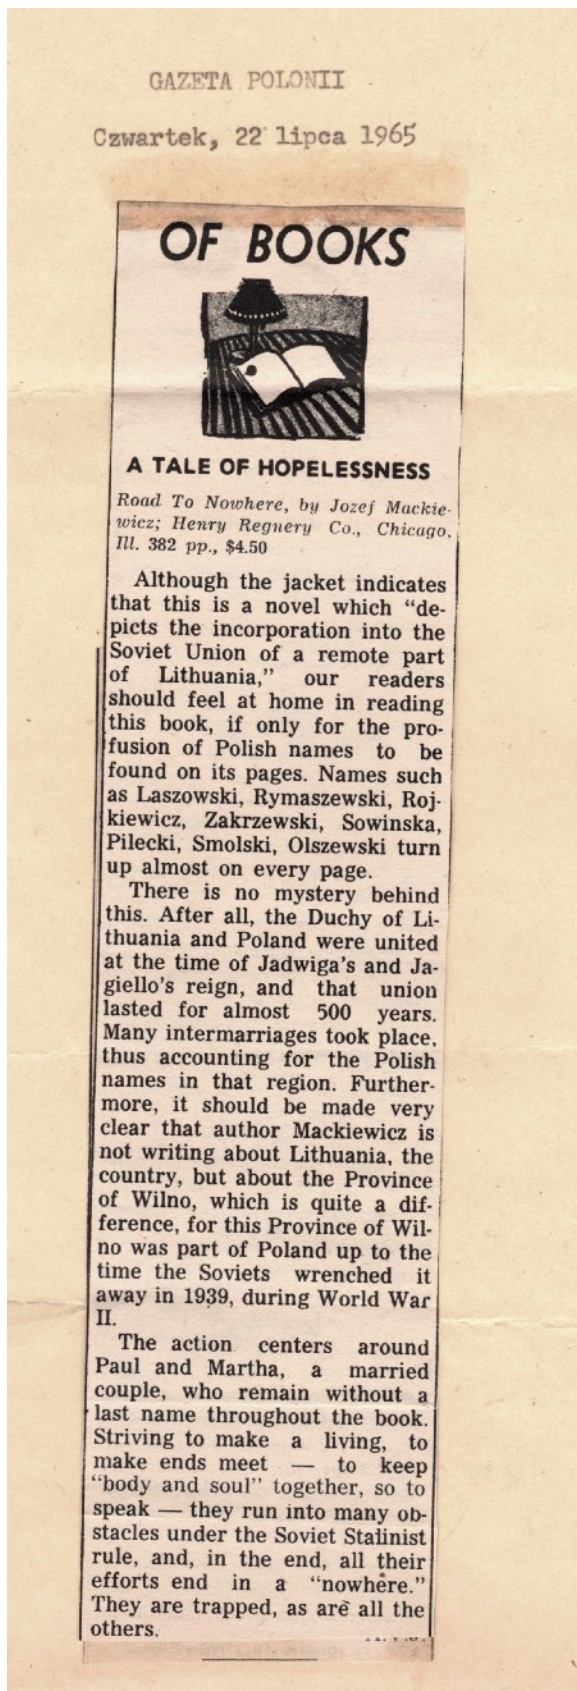 GAZETA POLONII
Czwartek, 22 lipca 1965
OF BOOKS
A TALE OF HOPELESSNESS
Road To Nowhere, by Jozef Mackie-
wicz; Henry Regnery Co., Chicago,
Ill. 382 pp., $4.50
Although the jacket indicates
that this is a novel which “de-
picts the incorporation into the
Soviet Union of a remote part
of Lithuania,” our readers
should feel at home in reading
this book, if only for the pro-
fusion of Polish names to be
found on its pages. Names such
as Laszowski, Rymaszewski, Roj-
kiewicz, Zakrzewski, Sowinska,
Pilecki, Smolski, Olszewski turn
up almost on every page.
There is no mystery behind
this. After all, the Duchy of Li-
thuania and Poland were united
at the time of Jadwiga's and Ja-
giello's reign, and that union
lasted for almost 500 years.
Many intermarriages took place,
thus accounting for the Polish
names in that region. Further-
more, it should be made very
clear that author Mackiewicz is
not writing about Lithuania, the
country, but about the Province
of Wilno, which is quite a dif-
ference, for this Province of Wil-
no was part of Poland up to the
time the Soviets wrenched it
away in 1939, during World War
II.
The action centers around
Paul and Martha, a married
couple, who remain without a
last name throughout the book.
Striving to make a living, to
make ends meet — to keep
“body and soul” together, so to
speak — they run into many ob-
stacles under the Soviet Stalinist
rule, and, in the end, all their
efforts end in a “nowhere.”
They are trapped, as are all the
others.